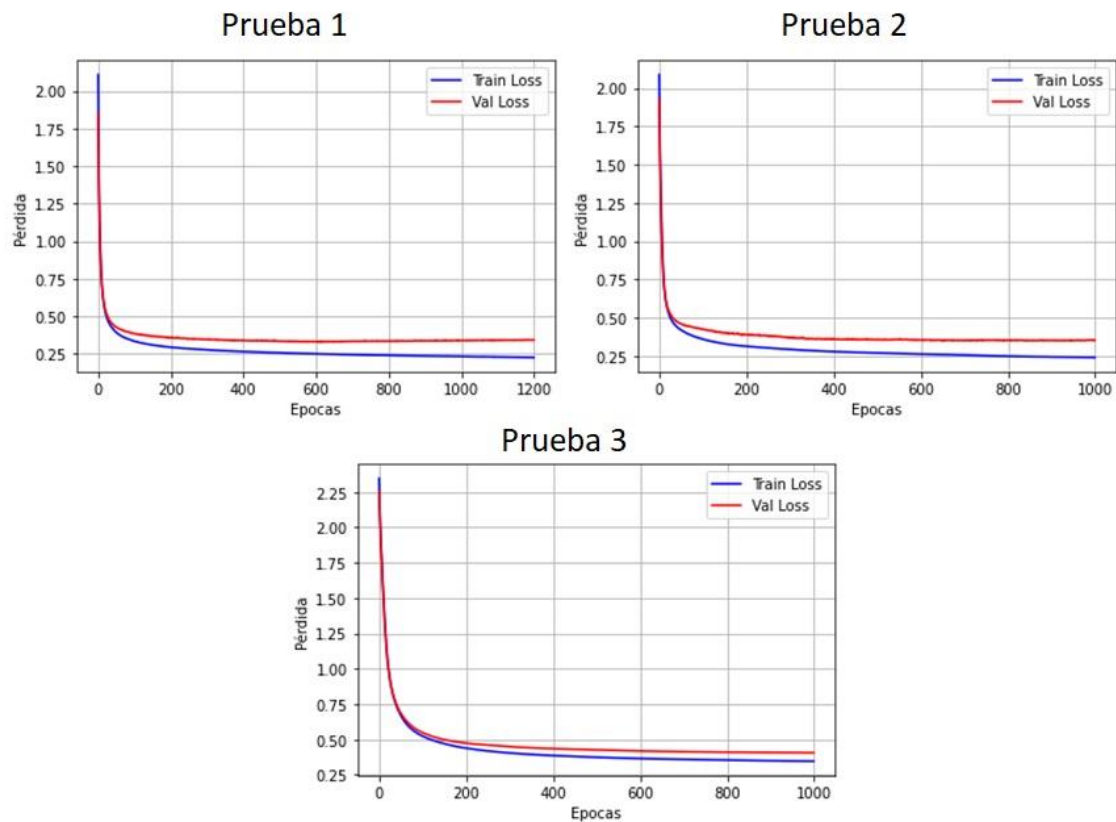 Prueba 1
2.00
1.75
1.50
1.25
1.00
0.75
0.50
0.25
Pérdida
Train Loss
Val Loss
0 200 400 600 800 1000 1200
Epocas
Prueba 2
2.00
1.75
1.50
1.25
1.00
0.75
0.50
0.25
Pérdida
Train Loss
Val Loss
0 200 400 600 800 1000
Epocas
Prueba 3
2.25
2.00
1.75
1.50
1.25
1.00
0.75
0.50
0.25
Pérdida
Train Loss
Val Loss
0 200 400 600 800 1000
Epocas